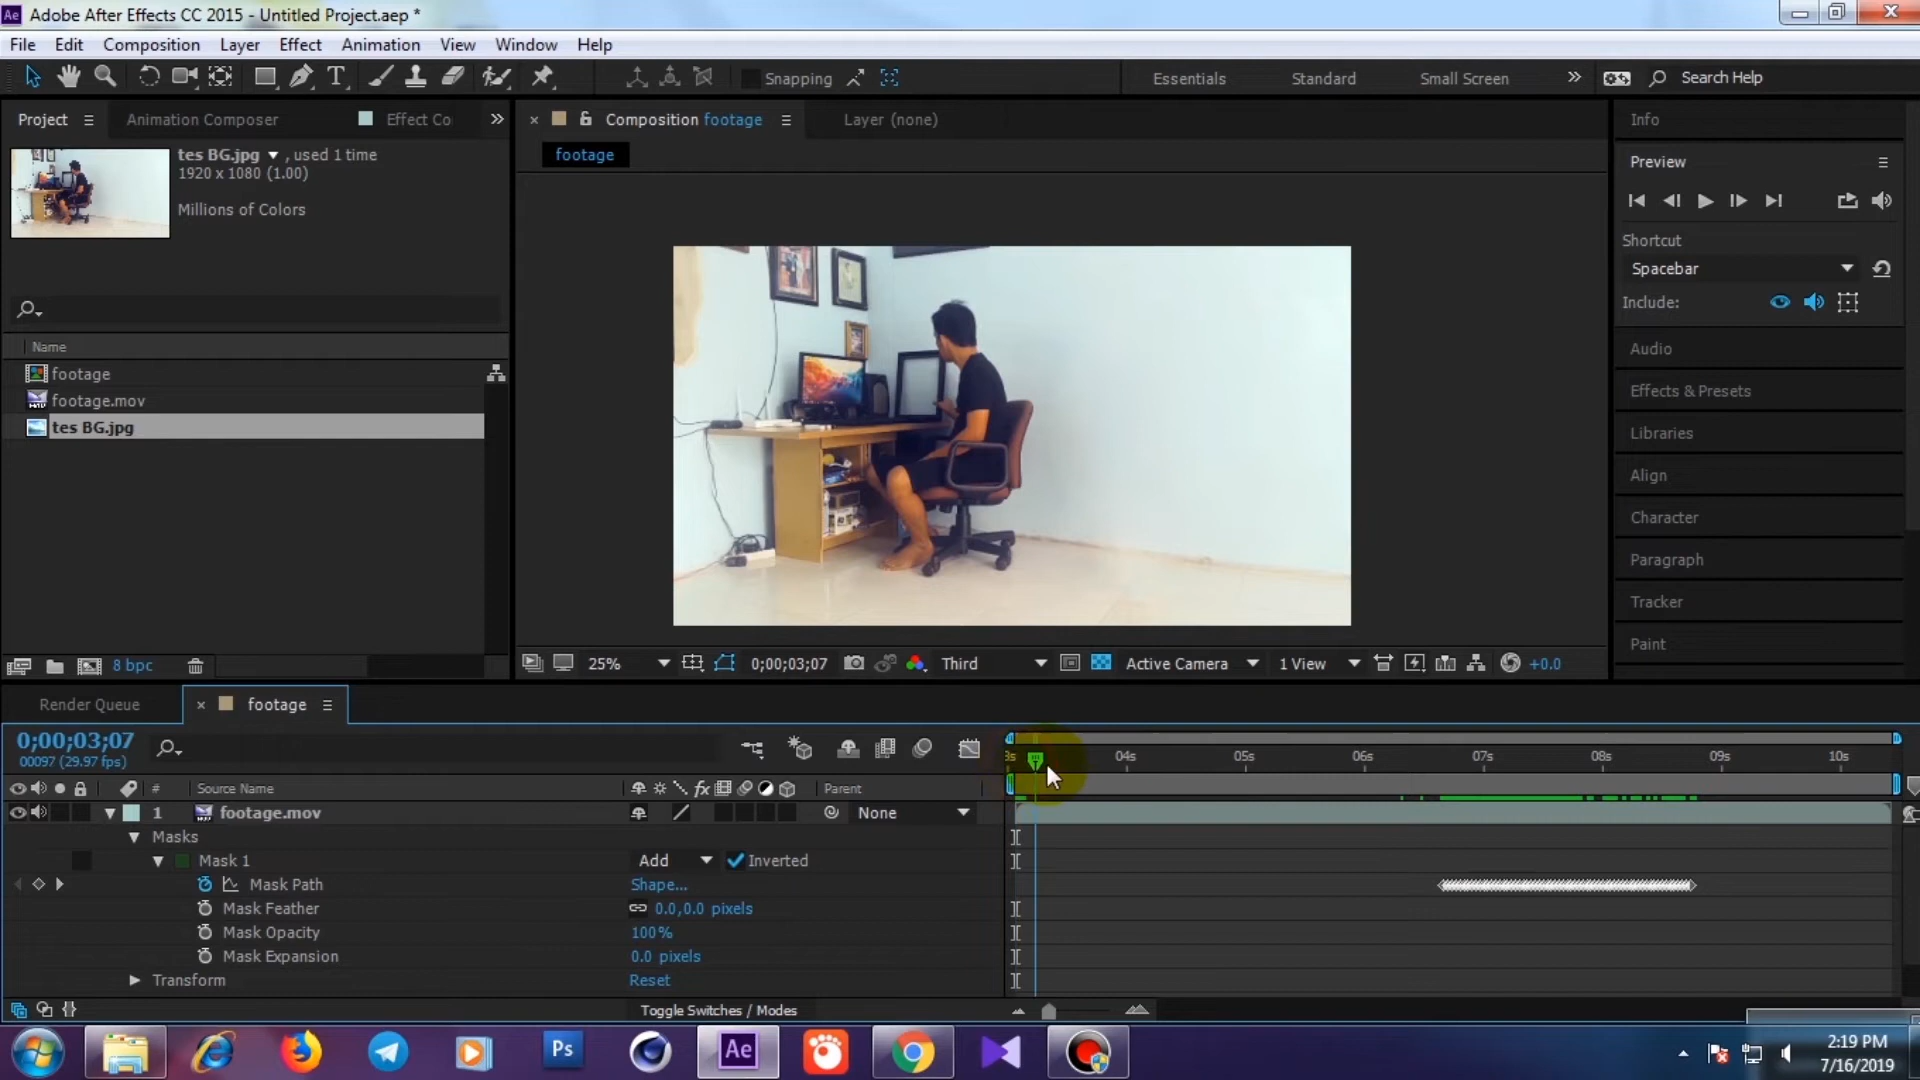 Ae Adobe After Effects CC 2015 - Untitled Project.aep *
File Edit Composition Layer Effect Animation View Window Help
T Snapping Essentials Standard Small Screen » Search Help
Project Animation Composer Effect Co »
tes BG.jpg , used 1 time
1920 x 1080 (1.00)
Millions of Colors
Name
footage
footage.mov
tes BG.jpg
8 bpc
× Composition footage Layer (none)
footage
25% 0;00;03;07 Third Active Camera 1 View +0.0
Info
Preview
Shortcut
Spacebar
Include:
Audio
Effects & Presets
Libraries
Align
Character
Paragraph
Tracker
Paint
Render Queue × footage
0;00;03;07
00097 (29.97 fps)
04s 05s 06s 07s 08s 09s 10s
# Source Name fx Parent
1 footage.mov None
Masks
Mask 1 Add Inverted
Mask Path Shape...
Mask Feather 0.0,0.0 pixels
Mask Opacity 100%
Mask Expansion 0.0 pixels
Transform Reset
Toggle Switches / Modes
Ps Ae
2:19 PM
7/16/2019